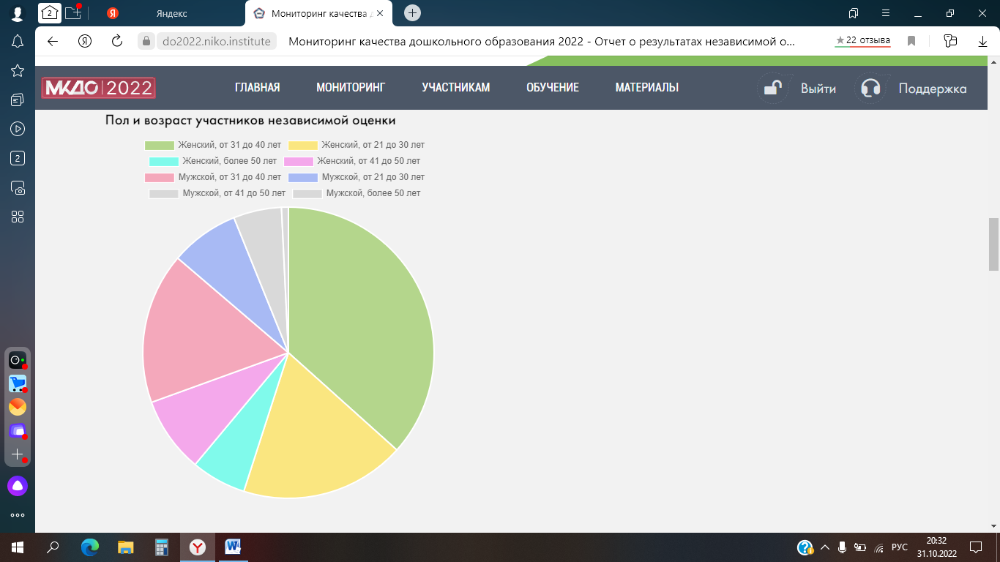 2
Яндекс
Мониторинг качества д
Я
do2022.niko.institute
Мониторинг качества дошкольного образования 2022 - Отчет о результатах независимой о...
★22 отзыва
МКДО 2022
ГЛАВНАЯ
МОНИТОРИНГ
УЧАСТНИКАМ
ОБУЧЕНИЕ
МАТЕРИАЛЫ
Выйти
Поддержка
2
Пол и возраст участников независимой оценки
Женский, от 31 до 40 лет Женский, от 21 до 30 лет
Женский, более 50 лет Женский, от 41 до 50 лет
Мужской, от 31 до 40 лет Мужской, от 21 до 30 лет
Мужской, от 41 до 50 лет Мужской, более 50 лет
РУС
20:32
31.10.2022